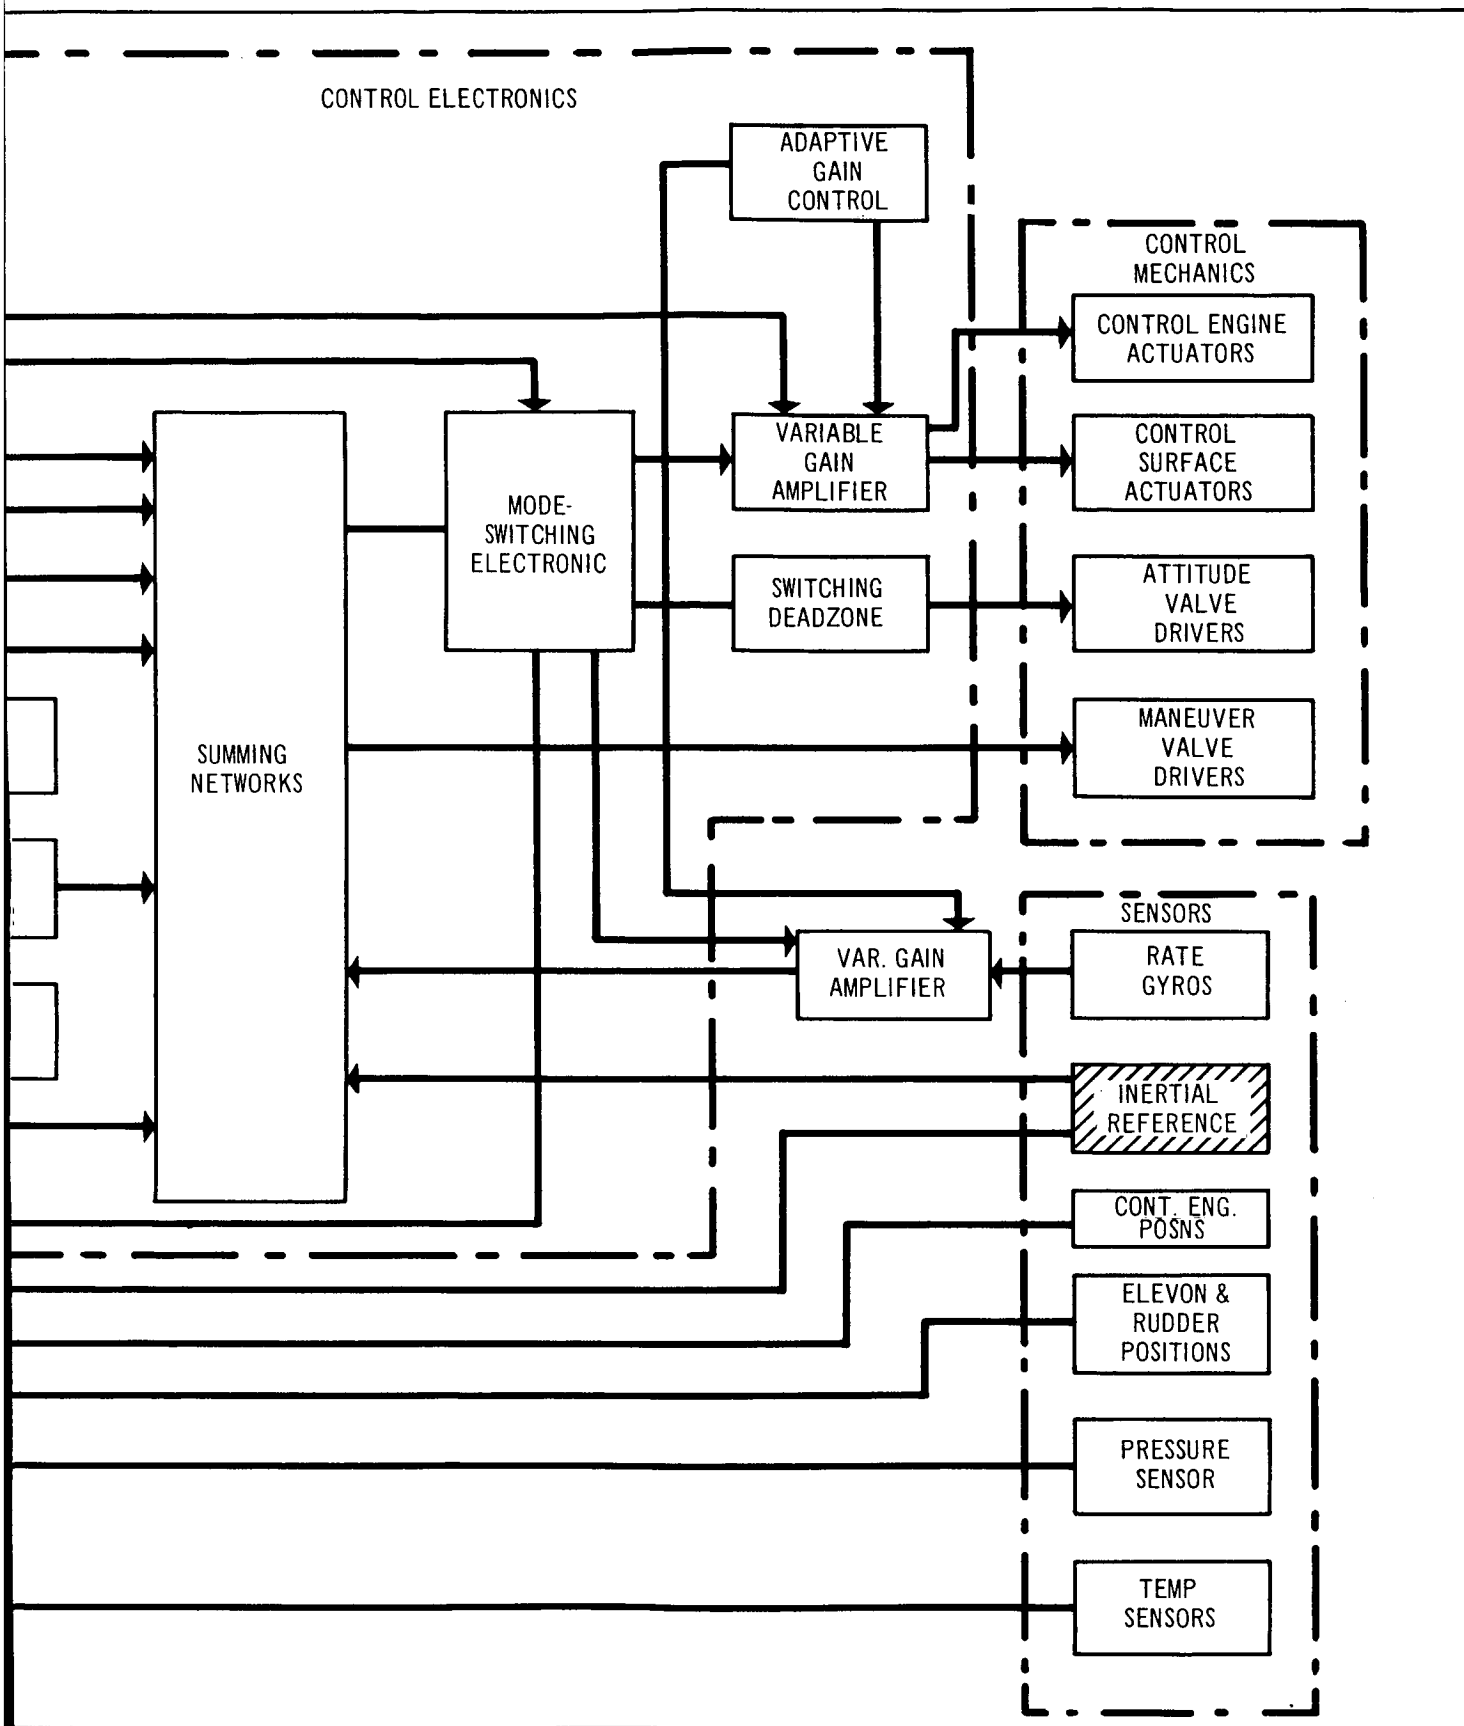 CONTROL ELECTRONICS
ADAPTIVE
GAIN
CONTROL
CONTROL
MECHANICS
CONTROL ENGINE
ACTUATORS
VARIABLE
GAIN
AMPLIFIER
CONTROL
SURFACE
ACTUATORS
MODE-
SWITCHING
ELECTRONIC
SWITCHING
DEADZONE
ATTITUDE
VALVE
DRIVERS
SUMMING
NETWORKS
MANEUVER
VALVE
DRIVERS
SENSORS
VAR. GAIN
AMPLIFIER
RATE
GYROS
INERTIAL
REFERENCE
CONT. ENG.
POSNS
ELEVON &
RUDDER
POSITIONS
PRESSURE
SENSOR
TEMP
SENSORS